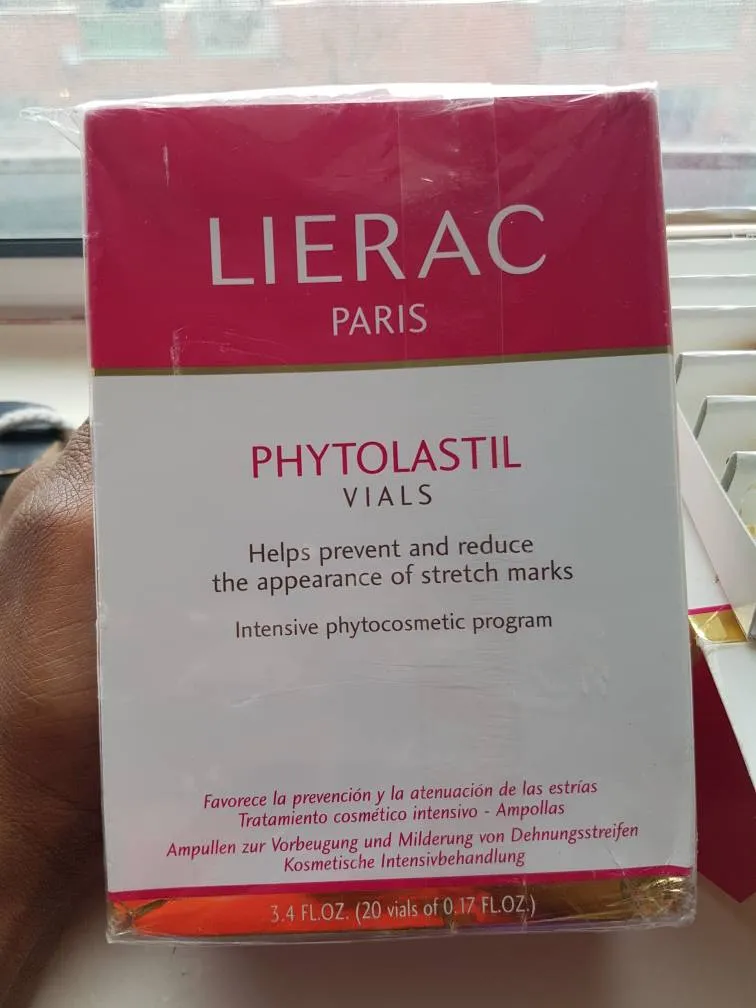 LIERAC
PARIS
PHYTOLASTIL
VIALS
Helps prevent and reduce
the appearance of stretch marks
Intensive phytocosmetic program
Favorece la prevención y la atenuación de las estrías
Tratamiento cosmético intensivo - Ampollas
Ampullen zur Vorbeugung und Milderung von Dehnungsstreifen
Kosmetische Intensivbehandlung
3.4 FL.OZ. (20 vials of 0.17 FL.OZ.)